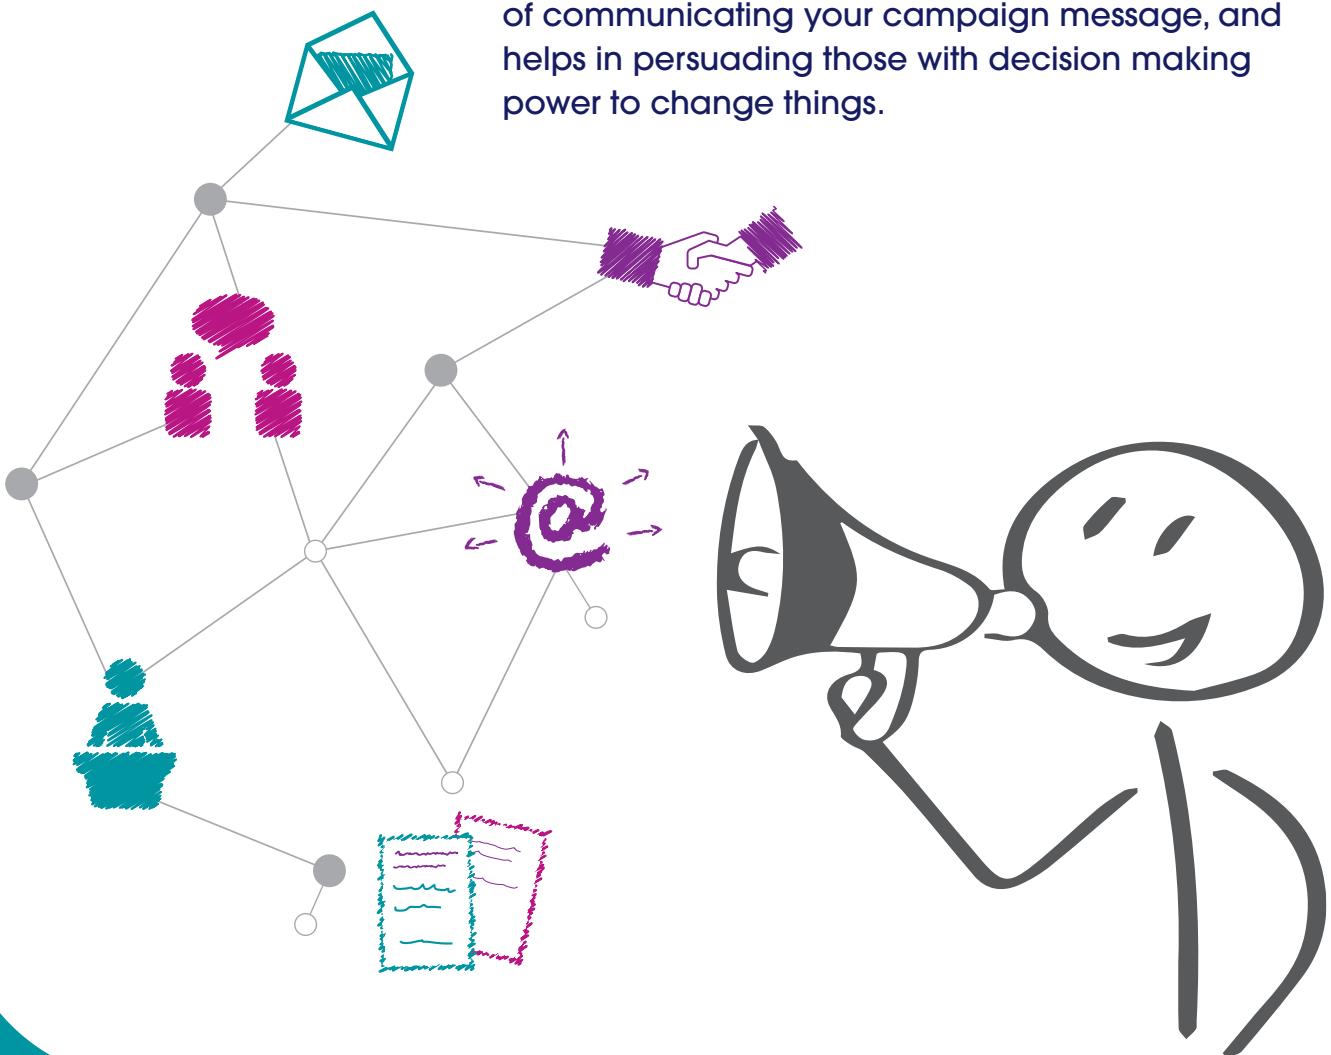 of communicating your campaign message, and
helps in persuading those with decision making
power to change things.
@